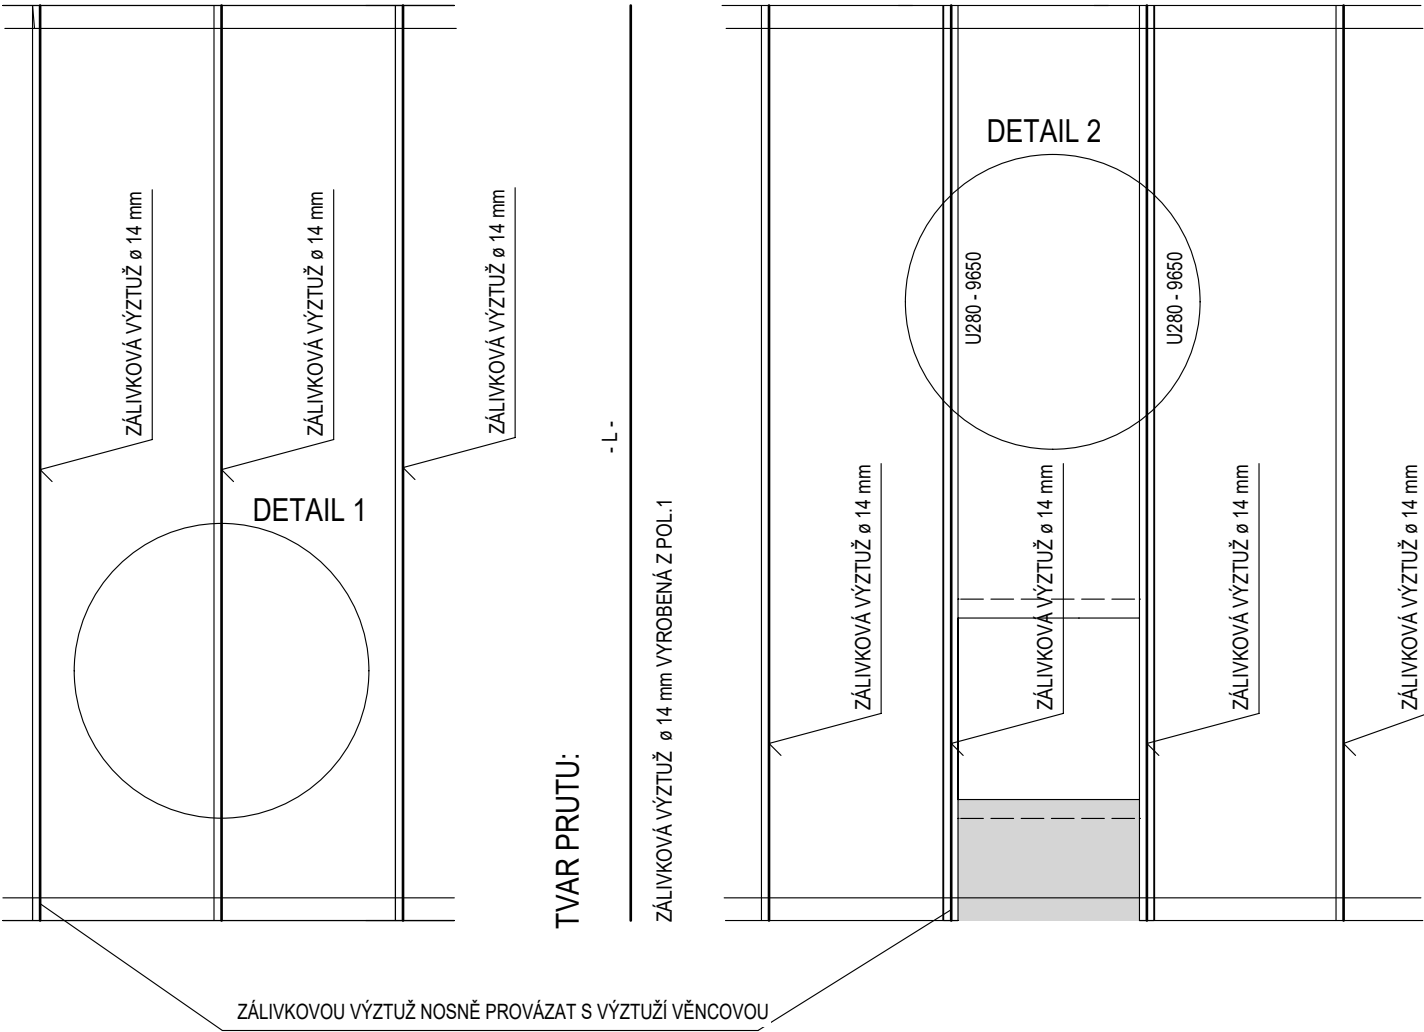 DETAIL 2
ZÁLIVKOVÁ VÝZTUŽ ø 14 mm
ZÁLIVKOVÁ VÝZTUŽ ø 14 mm
ZÁLIVKOVÁ VÝZTUŽ ø 14 mm
U280 - 9650
U280 - 9650
- L -
DETAIL 1
ZÁLIVKOVÁ VÝZTUŽ ø 14 mm
ZÁLIVKOVÁ VÝZTUŽ ø 14 mm
ZÁLIVKOVÁ VÝZTUŽ ø 14 mm
ZÁLIVKOVÁ VÝZTUŽ ø 14 mm
TVAR PRUTU:
ZÁLIVKOVÁ VÝZTUŽ ø 14 mm VYROBENÁ Z POL.1
ZÁLIVKOVOU VÝZTUŽ NOSNĚ PROVÁZAT S VÝZTUŽÍ VĚNCOVOU